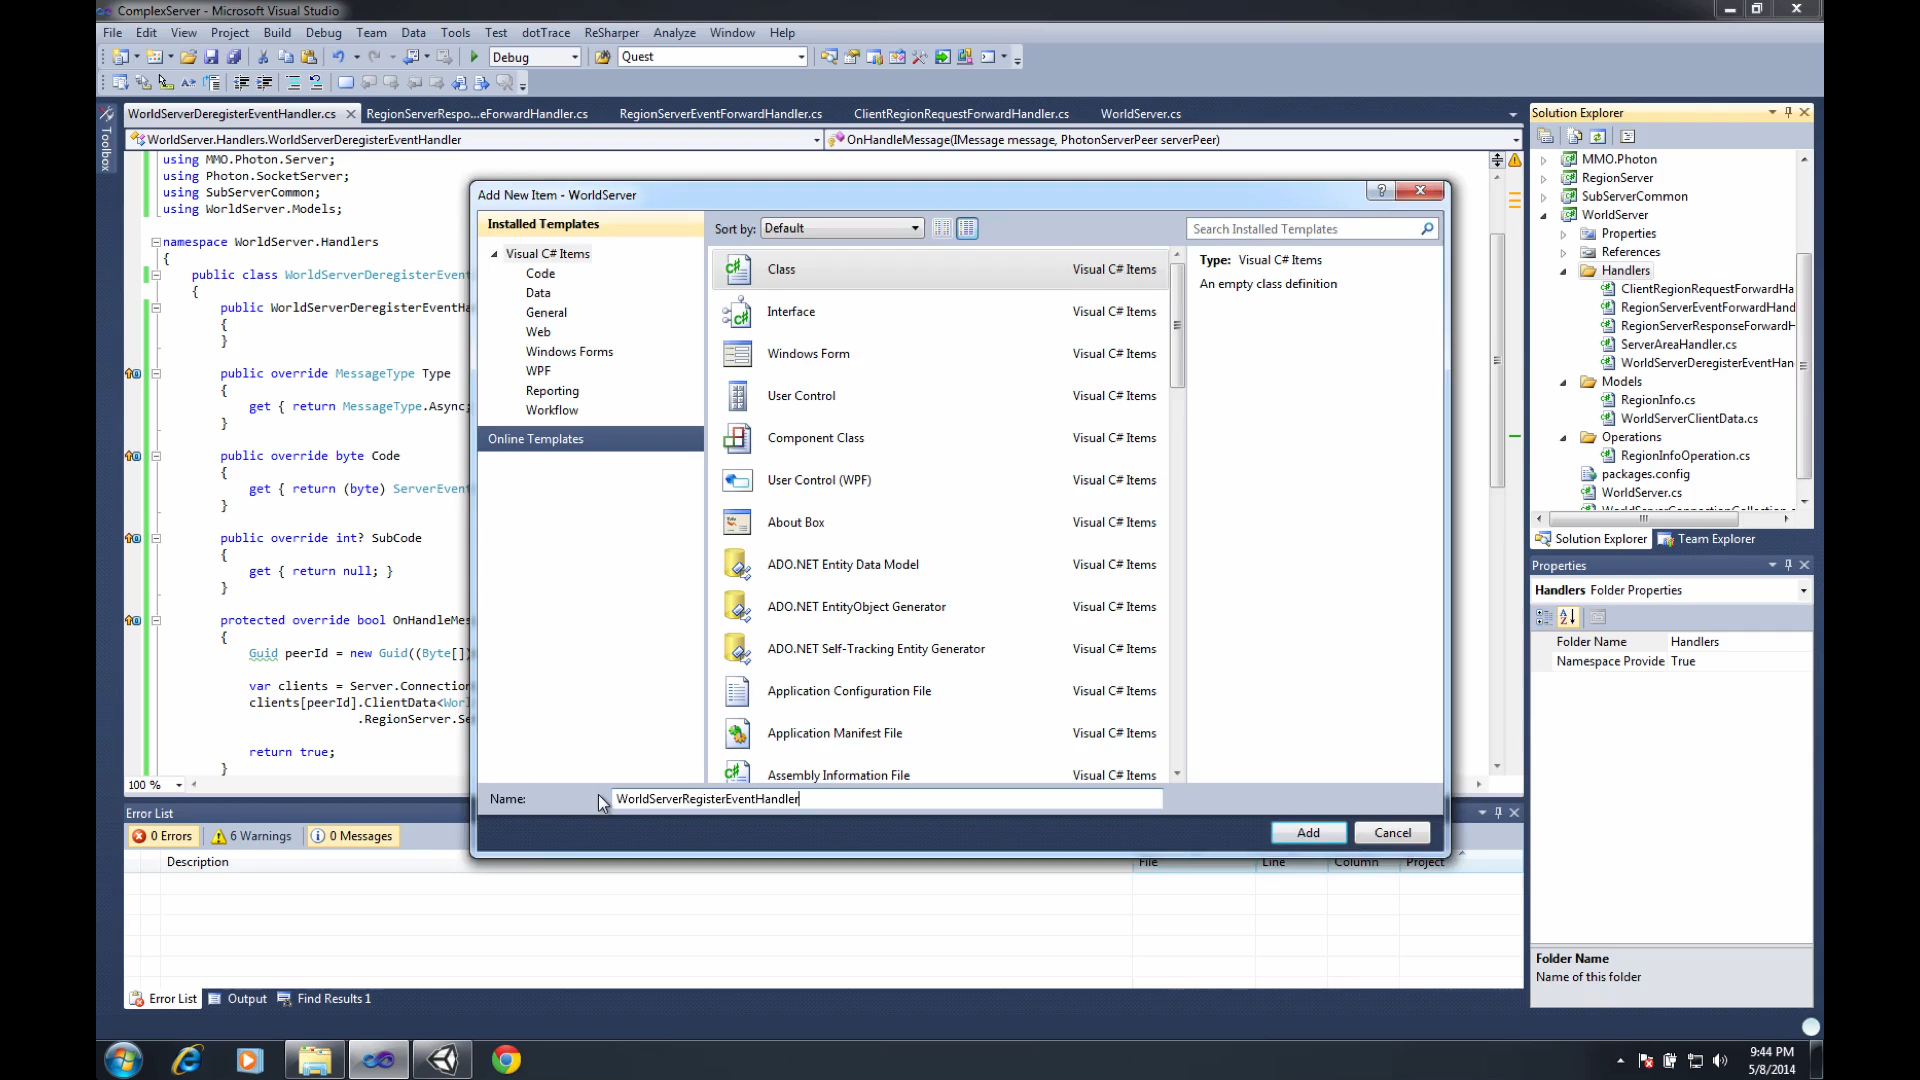 ComplexServer - Microsoft Visual Studio
File Edit View Project Build Debug Team Data Tools Test dotTrace ReSharper Analyze Window Help
Debug Quest
WorldServerDeregisterEventHandler.cs RegionServerRespo...eForwardHandler.cs RegionServerEventForwardHandler.cs ClientRegionRequestForwardHandler.cs WorldServer.cs
WorldServer.Handlers.WorldServerDeregisterEventHandler OnHandleMessage(IMessage message, PhotonServerPeer serverPeer)
Toolbox
using MMO.Photon.Server;
using Photon.SocketServer;
using SubServerCommon;
using WorldServer.Models;
namespace WorldServer.Handlers
{
public class WorldServerDeregisterEvent
{
public WorldServerDeregisterEventHa
{
}
public override MessageType Type
{
get { return MessageType.Async;
}
public override byte Code
{
get { return (byte) ServerEvent
}
public override int? SubCode
{
get { return null; }
}
protected override bool OnHandleMes
{
Guid peerId = new Guid((Byte[])
var clients = Server.Connection
clients[peerId].ClientData<Worl
.RegionServer.Se
return true;
}
100 %
Add New Item - WorldServer
Installed Templates
Visual C# Items
Code
Data
General
Web
Windows Forms
WPF
Reporting
Workflow
Online Templates
Sort by: Default
Search Installed Templates
Class Visual C# Items
Interface Visual C# Items
Windows Form Visual C# Items
User Control Visual C# Items
Component Class Visual C# Items
User Control (WPF) Visual C# Items
About Box Visual C# Items
ADO.NET Entity Data Model Visual C# Items
ADO.NET EntityObject Generator Visual C# Items
ADO.NET Self-Tracking Entity Generator Visual C# Items
Application Configuration File Visual C# Items
Application Manifest File Visual C# Items
Assembly Information File Visual C# Items
Type: Visual C# Items
An empty class definition
Name: WorldServerRegisterEventHandler
Add Cancel
Solution Explorer
MMO.Photon
RegionServer
SubServerCommon
WorldServer
Properties
References
Handlers
ClientRegionRequestForwardHa
RegionServerEventForwardHand
RegionServerResponseForwardH
ServerAreaHandler.cs
WorldServerDeregisterEventHan
Models
RegionInfo.cs
WorldServerClientData.cs
Operations
RegionInfoOperation.cs
packages.config
WorldServer.cs
Solution Explorer Team Explorer
Properties
Handlers Folder Properties
Folder Name Handlers
Namespace Provide True
Folder Name
Name of this folder
Error List
0 Errors 6 Warnings 0 Messages
Description File Line Column Project
Error List Output Find Results 1
9:44 PM
5/8/2014